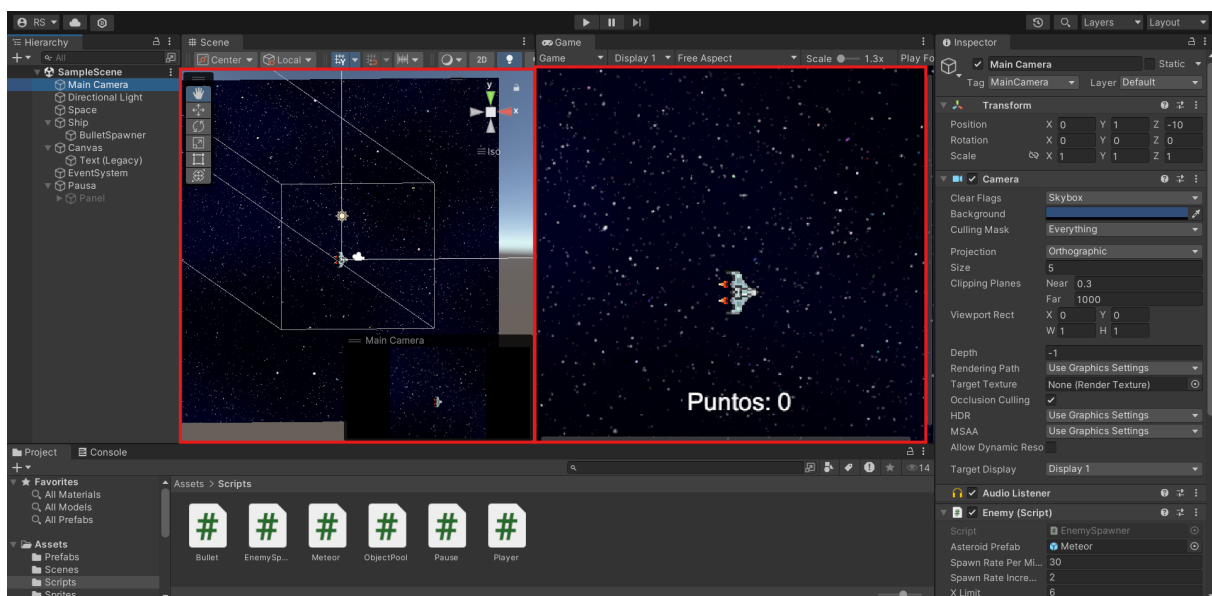 RS
Layers
Layout
Hierarchy
All
SampleScene
Main Camera
Directional Light
Space
Ship
BulletSpawner
Canvas
Text (Legacy)
EventSystem
Pausa
Panel
Scene
Center
Local
2D
y
x
Iso
Main Camera
Game
Game
Display 1
Free Aspect
Scale
1.3x
Play Fo
Puntos: 0
Inspector
Main Camera
Static
Tag MainCamera
Layer Default
Transform
Position X 0 Y 1 Z -10
Rotation X 0 Y 0 Z 0
Scale X 1 Y 1 Z 1
Camera
Clear Flags Skybox
Background
Culling Mask Everything
Projection Orthographic
Size 5
Clipping Planes Near 0.3
Far 1000
Viewport Rect X 0 Y 0
W 1 H 1
Depth -1
Rendering Path Use Graphics Settings
Target Texture None (Render Texture)
Occlusion Culling
HDR Use Graphics Settings
MSAA Use Graphics Settings
Allow Dynamic Reso
Target Display Display 1
Audio Listener
Enemy (Script)
Script EnemySpawner
Asteroid Prefab Meteor
Spawn Rate Per Mi... 30
Spawn Rate Incre... 2
X Limit 6
Project
Console
14
Favorites
All Materials
All Models
All Prefabs
Assets
Prefabs
Scenes
Scripts
Sprites
Assets > Scripts
Bullet
EnemySp...
Meteor
ObjectPool
Pause
Player